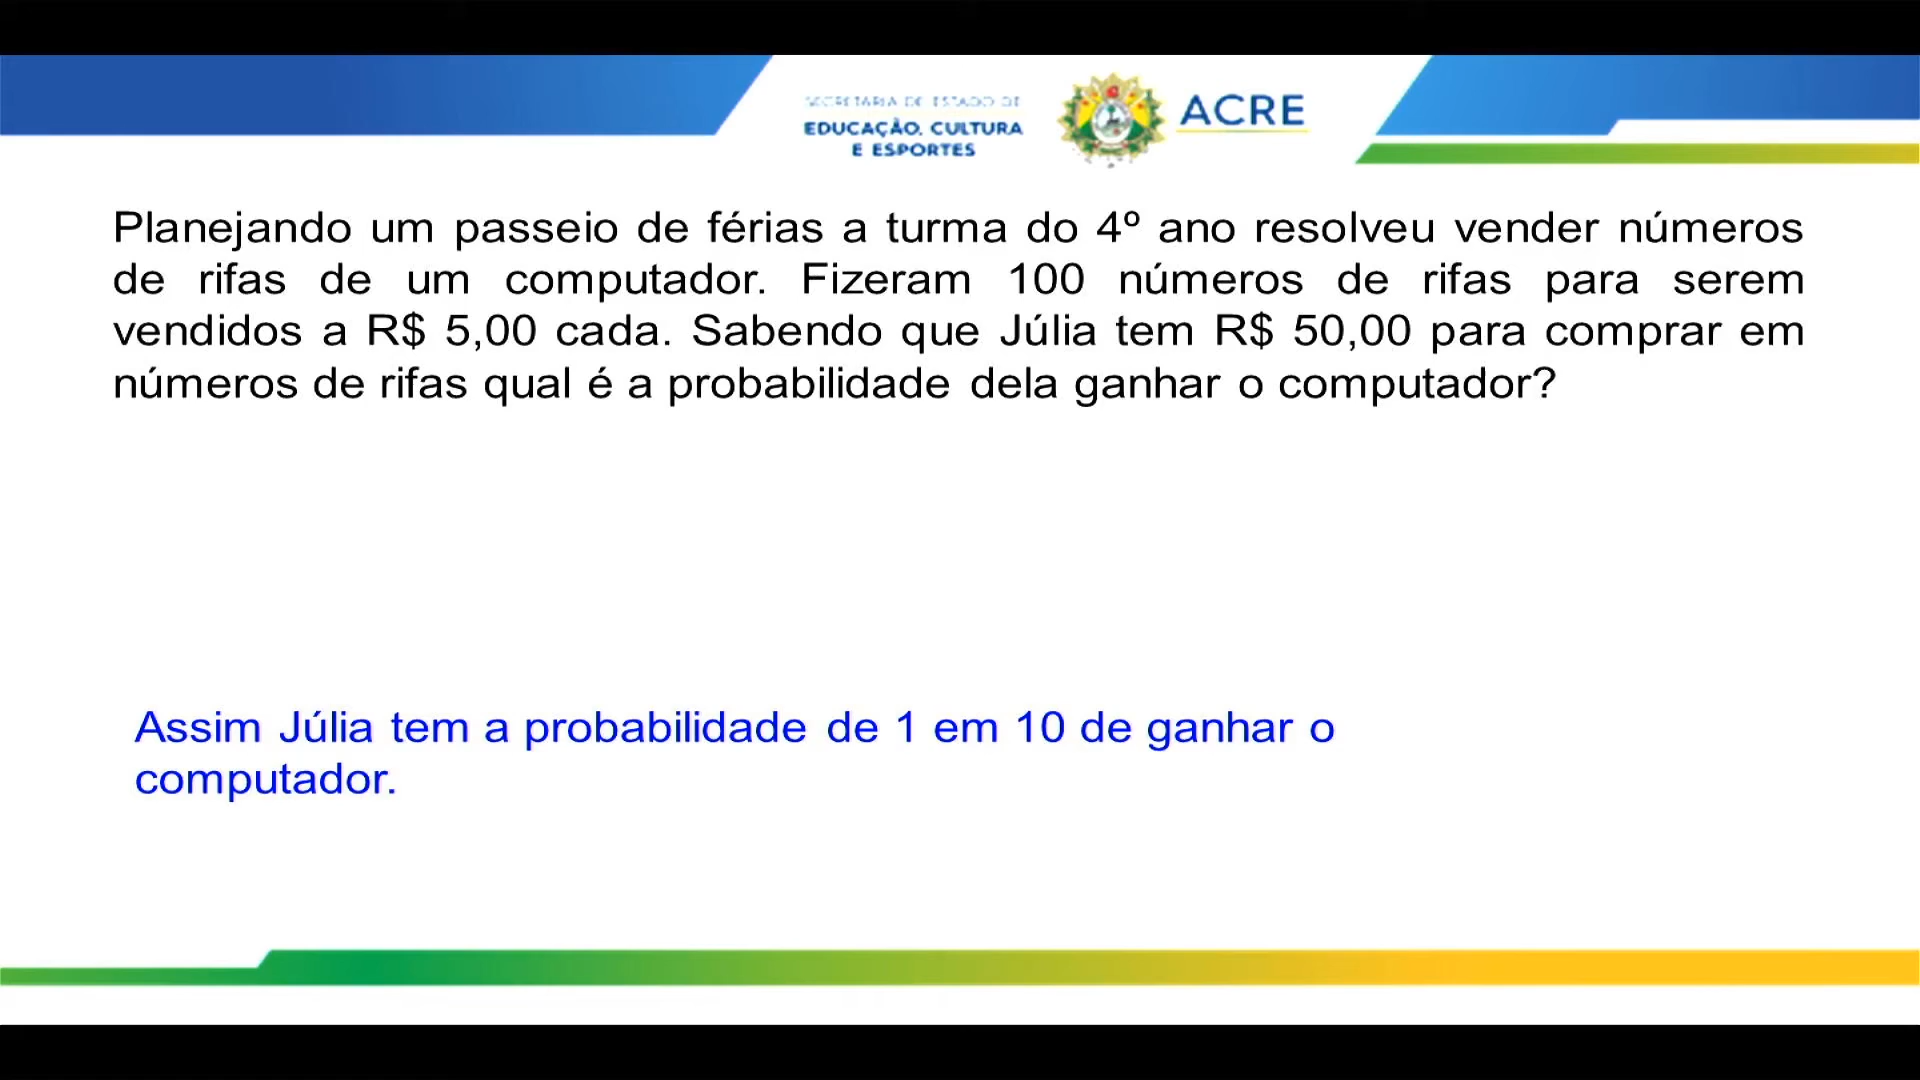 SECRETARIA DE ESTADO DE
EDUCAÇÃO, CULTURA
E ESPORTES
ACRE
Planejando um passeio de férias a turma do 4º ano resolveu vender números
de rifas de um computador. Fizeram 100 números de rifas para serem
vendidos a R$ 5,00 cada. Sabendo que Júlia tem R$ 50,00 para comprar em
números de rifas qual é a probabilidade dela ganhar o computador?
Assim Júlia tem a probabilidade de 1 em 10 de ganhar o
computador.